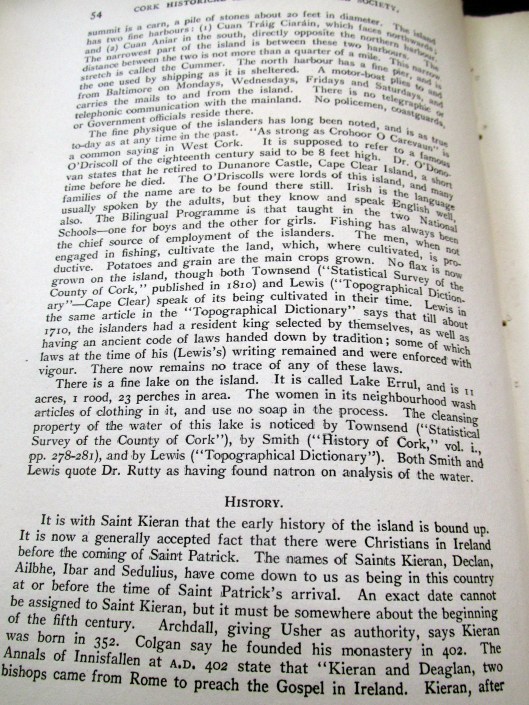 54 CORK HISTORICAL SOCIETY.
summit is a carn, a pile of stones about 20 feet in diameter. The island
has two fine harbours: (1) Cuan Tráig Ciaráin, which faces northwards;
and (2) Cuan Aniar in the south, directly opposite the northern harbour.
The narrowest part of the island is between these two harbours. The
distance between the two is not more than a quarter of a mile. This narrow
stretch is called the Cummer. The north harbour has a fine pier, and is
the one used by shipping as it is sheltered. A motor-boat plies to and
from Baltimore on Mondays, Wednesdays, Fridays and Saturdays, and
carries the mails to and from the island. There is no telegraphic or
telephonic communication with the mainland. No policemen, coastguards,
or Government officials reside there.
The fine physique of the islanders has long been noted, and is as true
to-day as at any time in the past. "As strong as Crohoor O Carevaun" is
a common saying in West Cork. It is supposed to refer to a famous
O'Driscoll of the eighteenth century said to be 8 feet high. Dr. O'Dono-
van states that he retired to Dunanore Castle, Cape Clear Island, a short
time before he died. The O'Driscolls were lords of this island, and many
families of the name are to be found there still. Irish is the language
usually spoken by the adults, but they know and speak English well,
also. The Bilingual Programme is that taught in the two National
Schools—one for boys and the other for girls. Fishing has always been
the chief source of employment of the islanders. The men, when not
engaged in fishing, cultivate the land, which, where cultivated, is pro-
ductive. Potatoes and grain are the main crops grown. No flax is now
grown on the island, though both Townsend ("Statistical Survey of the
County of Cork," published in 1810) and Lewis ("Topographical Diction-
ary"—Cape Clear) speak of its being cultivated in their time. Lewis in
the same article in the "Topographical Dictionary" says that till about
1710, the islanders had a resident king selected by themselves, as well as
having an ancient code of laws handed down by tradition; some of which
laws at the time of his (Lewis's) writing remained and were enforced with
vigour. There now remains no trace of any of these laws.
There is a fine lake on the island. It is called Lake Errul, and is 11
acres, 1 rood, 23 perches in area. The women in its neighbourhood wash
articles of clothing in it, and use no soap in the process. The cleansing
property of the water of this lake is noticed by Townsend ("Statistical
Survey of the County of Cork"), by Smith ("History of Cork," vol. i.,
pp. 278-281), and by Lewis ("Topographical Dictionary"). Both Smith and
Lewis quote Dr. Rutty as having found natron on analysis of the water.
HISTORY.
It is with Saint Kieran that the early history of the island is bound up.
It is now a generally accepted fact that there were Christians in Ireland
before the coming of Saint Patrick. The names of Saints Kieran, Declan,
Ailbhe, Ibar and Sedulius, have come down to us as being in this country
at or before the time of Saint Patrick's arrival. An exact date cannot
be assigned to Saint Kieran, but it must be somewhere about the beginning
of the fifth century. Archdall, giving Usher as authority, says Kieran
was born in 352. Colgan say he founded his monastery in 402. The
Annals of Innisfallen at A.D. 402 state that "Kieran and Deaglan, two
bishops came from Rome to preach the Gospel in Ireland. Kieran, after